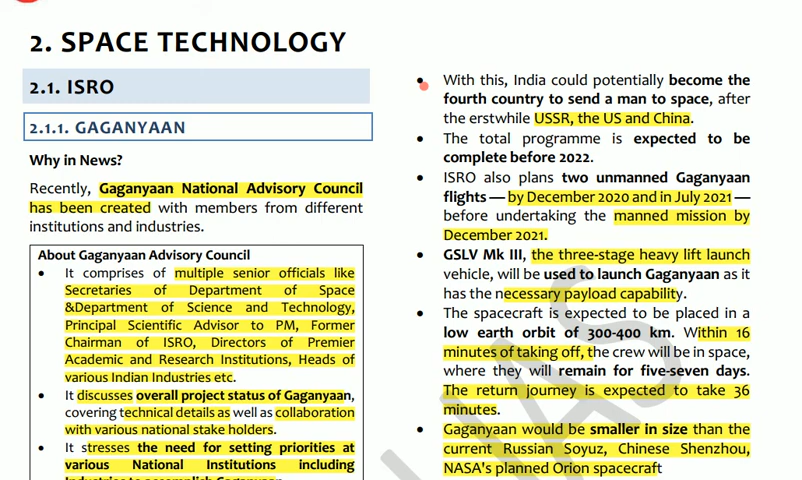 2. SPACE TECHNOLOGY
2.1. ISRO
2.1.1. GAGANYAAN
Why in News?
Recently, Gaganyaan National Advisory Council
has been created with members from different
institutions and industries.
About Gaganyaan Advisory Council
• It comprises of multiple senior officials like
Secretaries of Department of Space
&Department of Science and Technology,
Principal Scientific Advisor to PM, Former
Chairman of ISRO, Directors of Premier
Academic and Research Institutions, Heads of
various Indian Industries etc.
• It discusses overall project status of Gaganyaan,
covering technical details as well as collaboration
with various national stake holders.
• It stresses the need for setting priorities at
various National Institutions including
Industries to accomplish Gaganyaan.
• With this, India could potentially become the
fourth country to send a man to space, after
the erstwhile USSR, the US and China.
• The total programme is expected to be
complete before 2022.
• ISRO also plans two unmanned Gaganyaan
flights — by December 2020 and in July 2021 —
before undertaking the manned mission by
December 2021.
• GSLV Mk III, the three-stage heavy lift launch
vehicle, will be used to launch Gaganyaan as it
has the necessary payload capability.
• The spacecraft is expected to be placed in a
low earth orbit of 300-400 km. Within 16
minutes of taking off, the crew will be in space,
where they will remain for five-seven days.
The return journey is expected to take 36
minutes.
• Gaganyaan would be smaller in size than the
current Russian Soyuz, Chinese Shenzhou,
NASA's planned Orion spacecraft
IAS